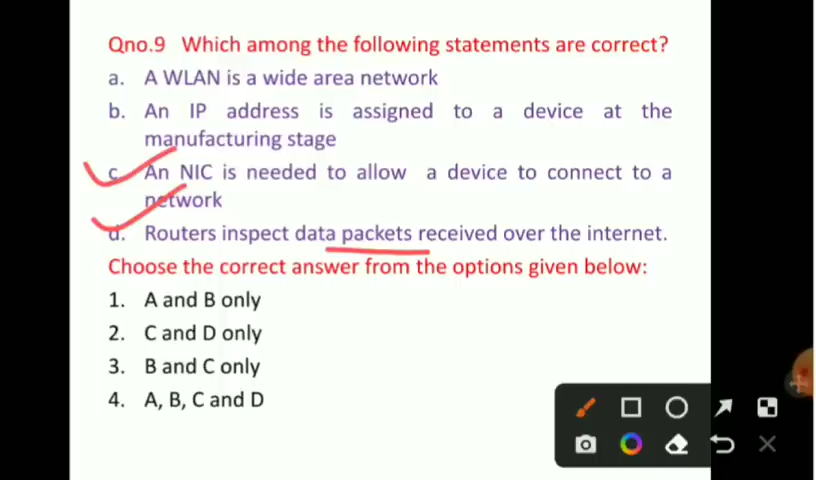 Qno.9 Which among the following statements are correct?
a. A WLAN is a wide area network
b. An IP address is assigned to a device at the
manufacturing stage
c. An NIC is needed to allow a device to connect to a
network
d. Routers inspect data packets received over the internet.
Choose the correct answer from the options given below:
1. A and B only
2. C and D only
3. B and C only
4. A, B, C and D